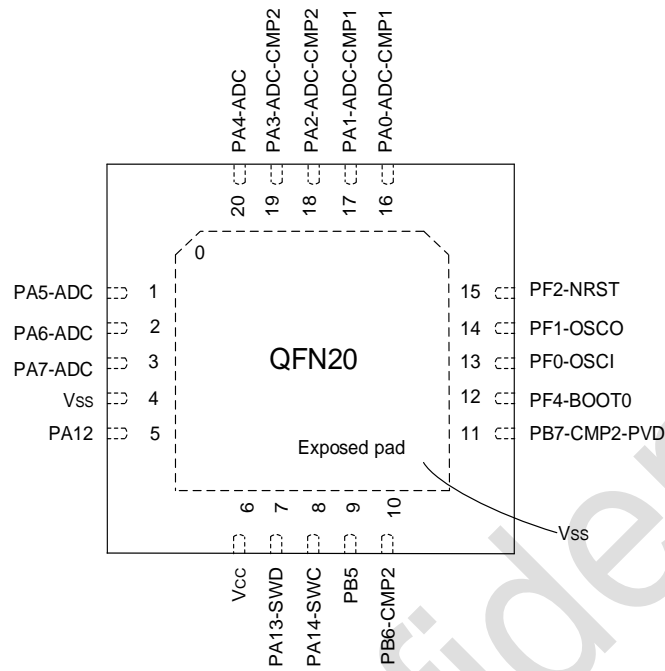 PA4-ADC
PA3-ADC-CMP2
PA2-ADC-CMP2
PA1-ADC-CMP1
PA0-ADC-CMP1
20
19
18
17
16
0
PA5-ADC 1
PA6-ADC 2
PA7-ADC 3
Vss 4
PA12 5
QFN20
Exposed pad
15 PF2-NRST
14 PF1-OSCO
13 PF0-OSCI
12 PF4-BOOT0
11 PB7-CMP2-PVD
Vss
6
7
8
9
10
Vcc
PA13-SWD
PA14-SWC
PB5
PB6-CMP2